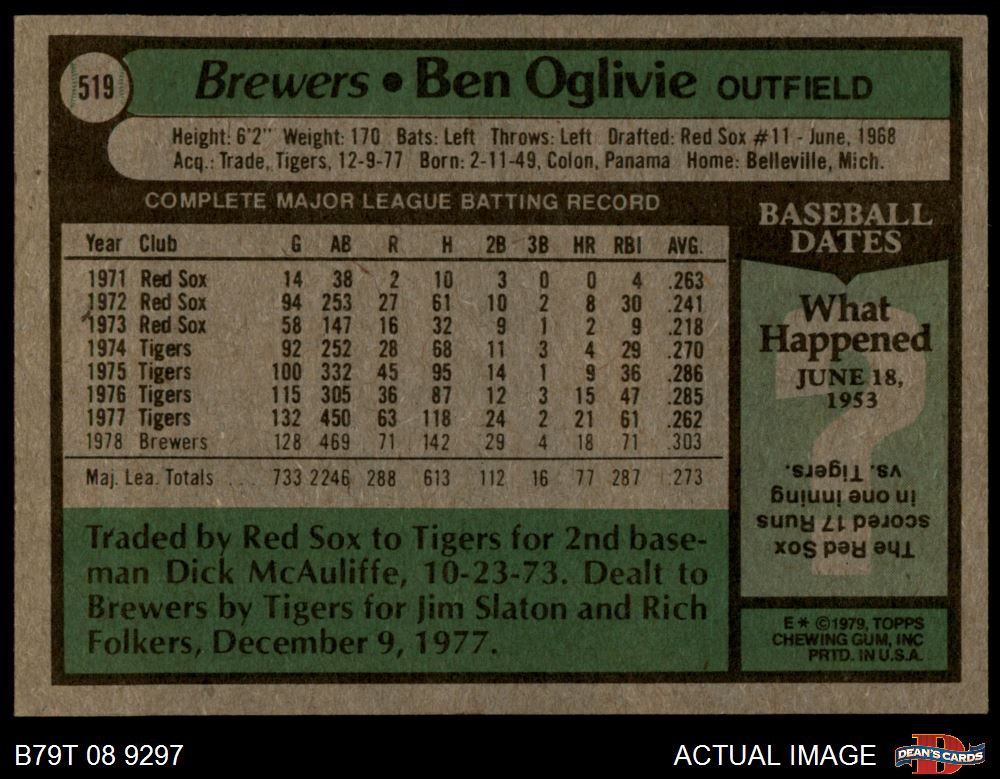 519
Brewers • Ben Oglivie OUTFIELD
Height: 6'2" Weight: 170 Bats: Left Throws: Left Drafted: Red Sox #11 - June, 1968
Acq.: Trade, Tigers, 12-9-77 Born: 2-11-49, Colon, Panama Home: Belleville, Mich.
COMPLETE MAJOR LEAGUE BATTING RECORD
Year Club G AB R H 2B 3B HR RBI AVG.
1971 Red Sox 14 38 2 10 3 0 0 4 .263
1972 Red Sox 94 253 27 61 10 2 8 30 .241
1973 Red Sox 58 147 16 32 9 1 2 9 .218
1974 Tigers 92 252 28 68 11 3 4 29 .270
1975 Tigers 100 332 45 95 14 1 9 36 .286
1976 Tigers 115 305 36 87 12 3 15 47 .285
1977 Tigers 132 450 63 118 24 2 21 61 .262
1978 Brewers 128 469 71 142 29 4 18 71 .303
Maj. Lea. Totals ... 733 2246 288 613 112 16 77 287 .273
Traded by Red Sox to Tigers for 2nd base-
man Dick McAuliffe, 10-23-73. Dealt to
Brewers by Tigers for Jim Slaton and Rich
Folkers, December 9, 1977.
BASEBALL
DATES
What
Happened
JUNE 18,
1953
?
The Red Sox
scored 17 Runs
in one inning
vs. Tigers.
E * ©1979, TOPPS
CHEWING GUM, INC
PRTD. IN U.S.A.
B79T 08 9297
ACTUAL IMAGE
DEAN'S CARDS